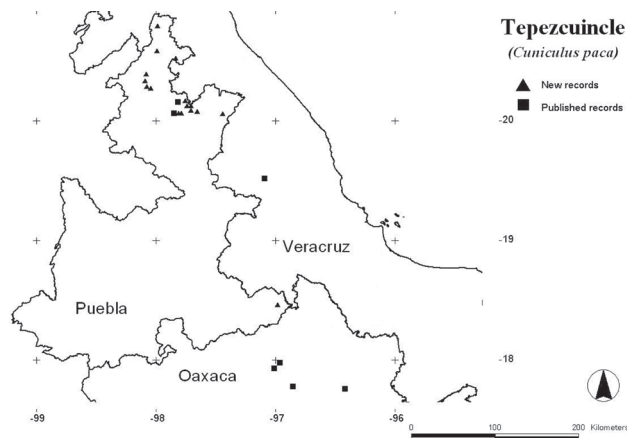 Tepezcuincle
(Cuniculus paca)
New records
Published records
-20
-19
-18
Veracruz
Puebla
Oaxaca
-99
-98
-97
-96
0 100 200 Kilometers